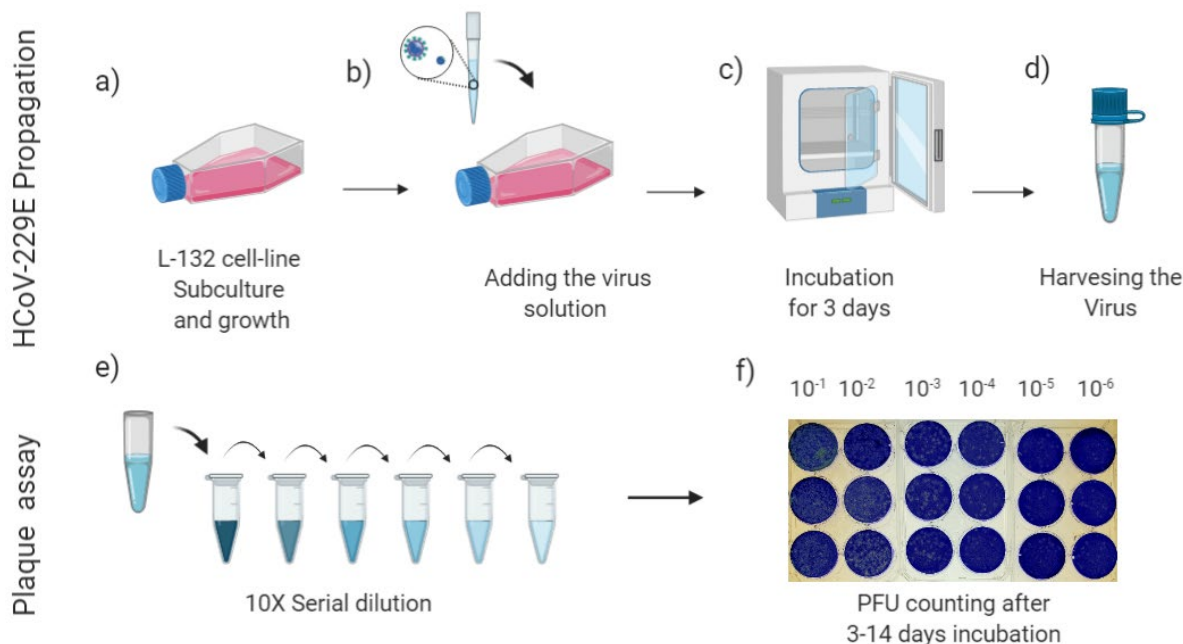 HCoV-229E Propagation
a)
b)
c)
d)
L-132 cell-line
Subculture
and growth
Adding the virus
solution
Incubation
for 3 days
Harvesing the
Virus
Plaque assay
e)
10X Serial dilution
f)
10⁻¹ 10⁻² 10⁻³ 10⁻⁴ 10⁻⁵ 10⁻⁶
PFU counting after
3-14 days incubation